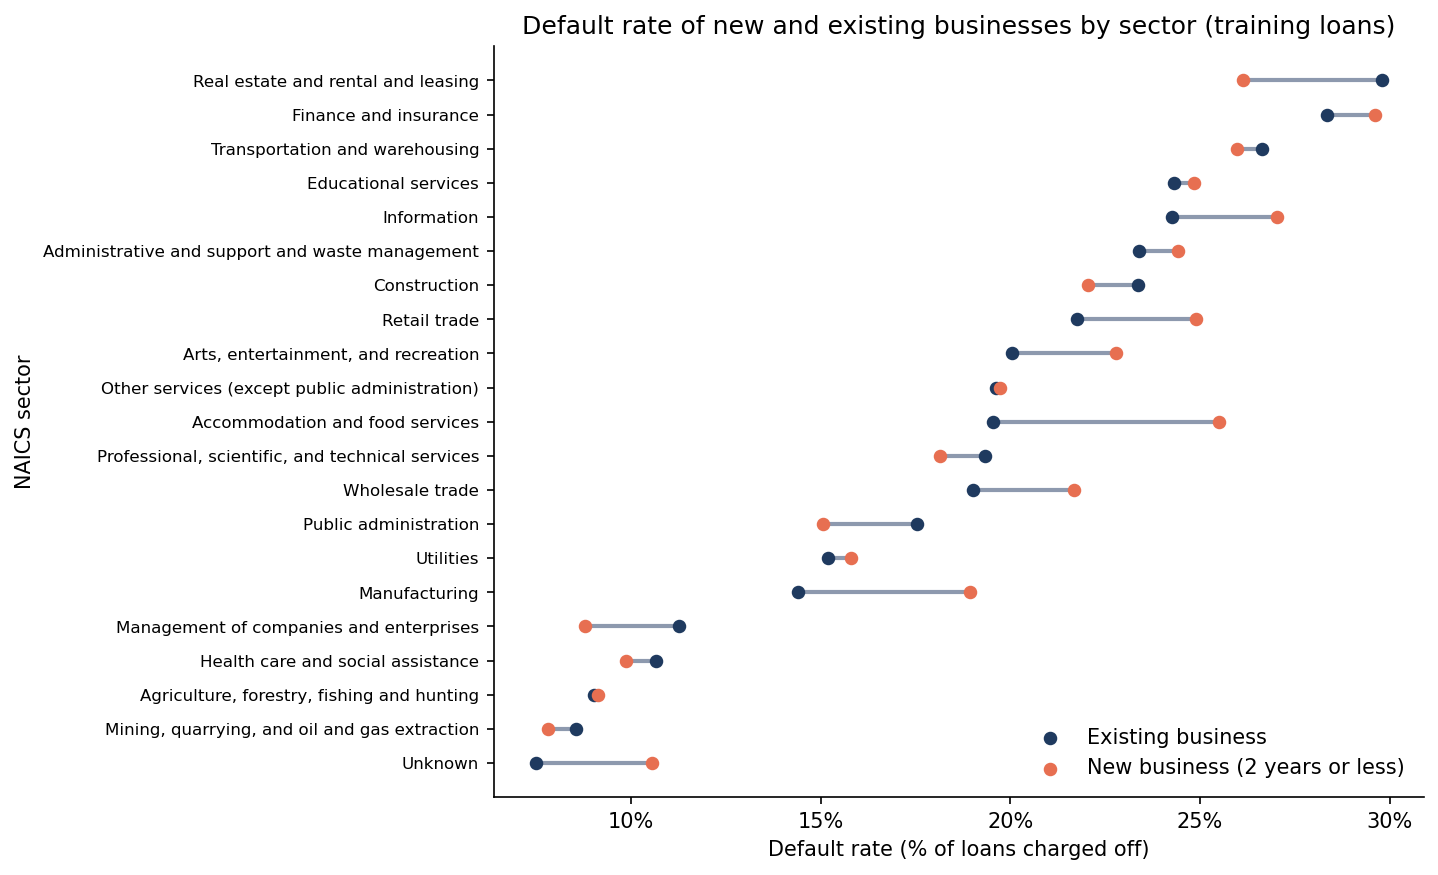 Default rate of new and existing businesses by sector (training loans)
NAICS sector
Real estate and rental and leasing
Finance and insurance
Transportation and warehousing
Educational services
Information
Administrative and support and waste management
Construction
Retail trade
Arts, entertainment, and recreation
Other services (except public administration)
Accommodation and food services
Professional, scientific, and technical services
Wholesale trade
Public administration
Utilities
Manufacturing
Management of companies and enterprises
Health care and social assistance
Agriculture, forestry, fishing and hunting
Mining, quarrying, and oil and gas extraction
Unknown
Existing business
New business (2 years or less)
10% 15% 20% 25% 30%
Default rate (% of loans charged off)